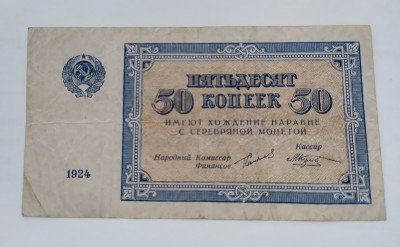 ПЯТЬДЕСЯТ
50 КОПЕЕК 50
ИМЕЮТ ХОЖДЕНИЕ НАРАВНЕ
С СЕРЕБРЯНОЙ МОНЕТОЙ
Народный Комиссар
Финансов
Кассир
1924